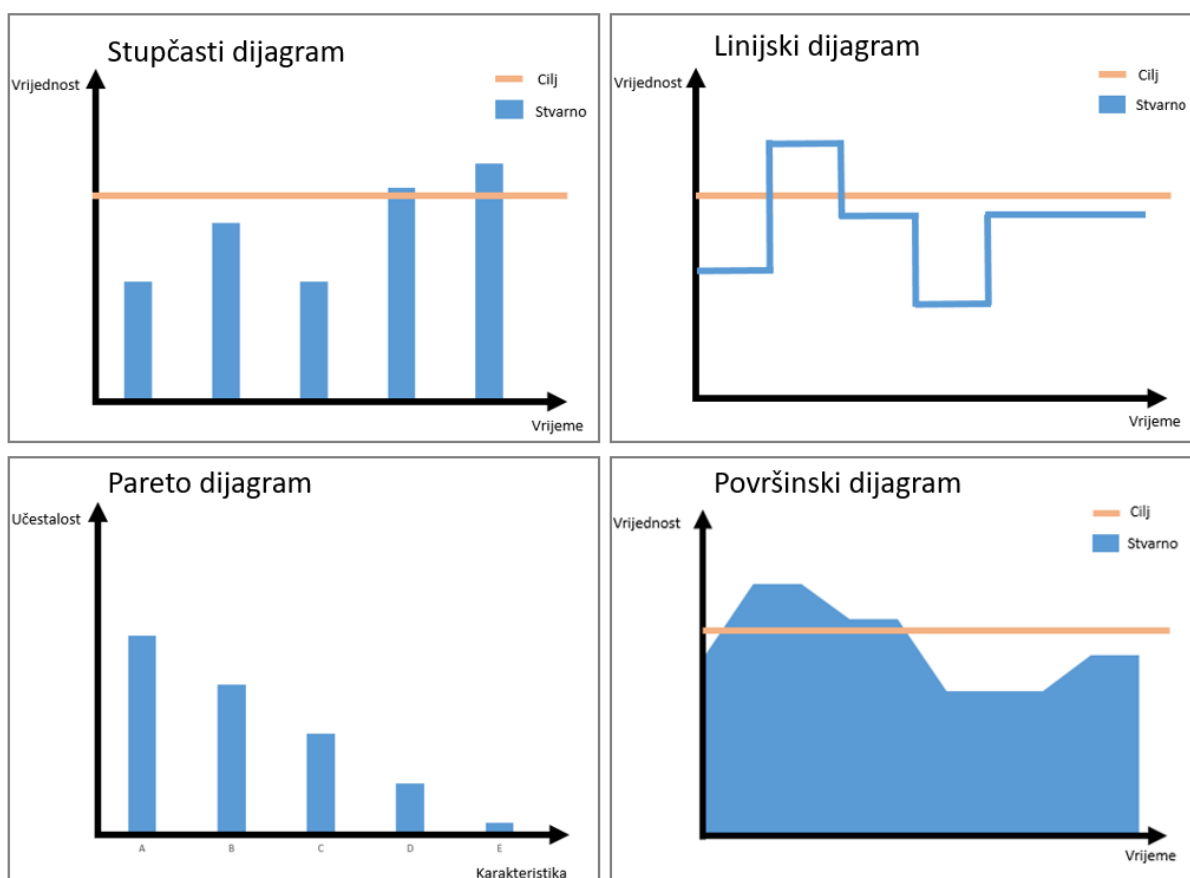 Stupčasti dijagram
Vrijednost
Cilj
Stvarno
Vrijeme
Linijski dijagram
Vrijednost
Cilj
Stvarno
Vrijeme
Pareto dijagram
Učestalost
A
B
C
D
E
Karakteristika
Površinski dijagram
Vrijednost
Cilj
Stvarno
Vrijeme